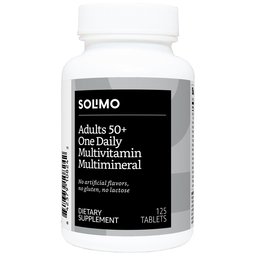 SOLIMO
Adults 50+
One Daily
Multivitamin
Multimineral
No artificial flavors,
no gluten, no lactose
DIETARY
SUPPLEMENT
125
TABLETS